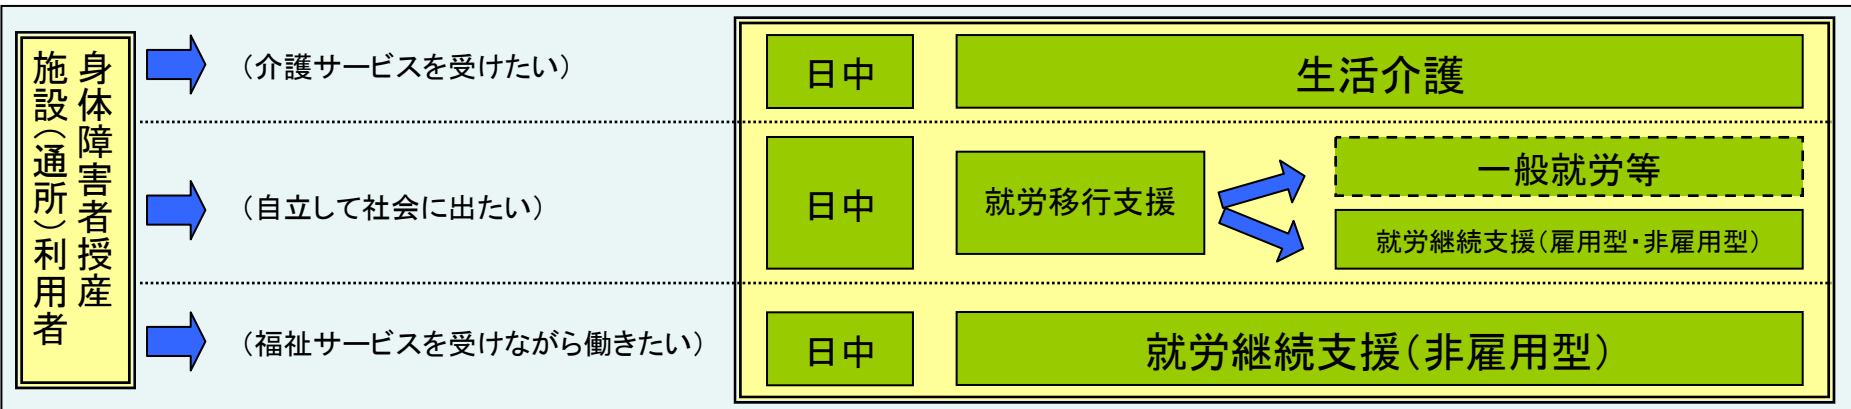 身体障害者授産
施設（通所）利用者
（介護サービスを受けたい）
日中
生活介護
（自立して社会に出たい）
日中
就労移行支援
一般就労等
就労継続支援（雇用型・非雇用型）
（福祉サービスを受けながら働きたい）
日中
就労継続支援（非雇用型）